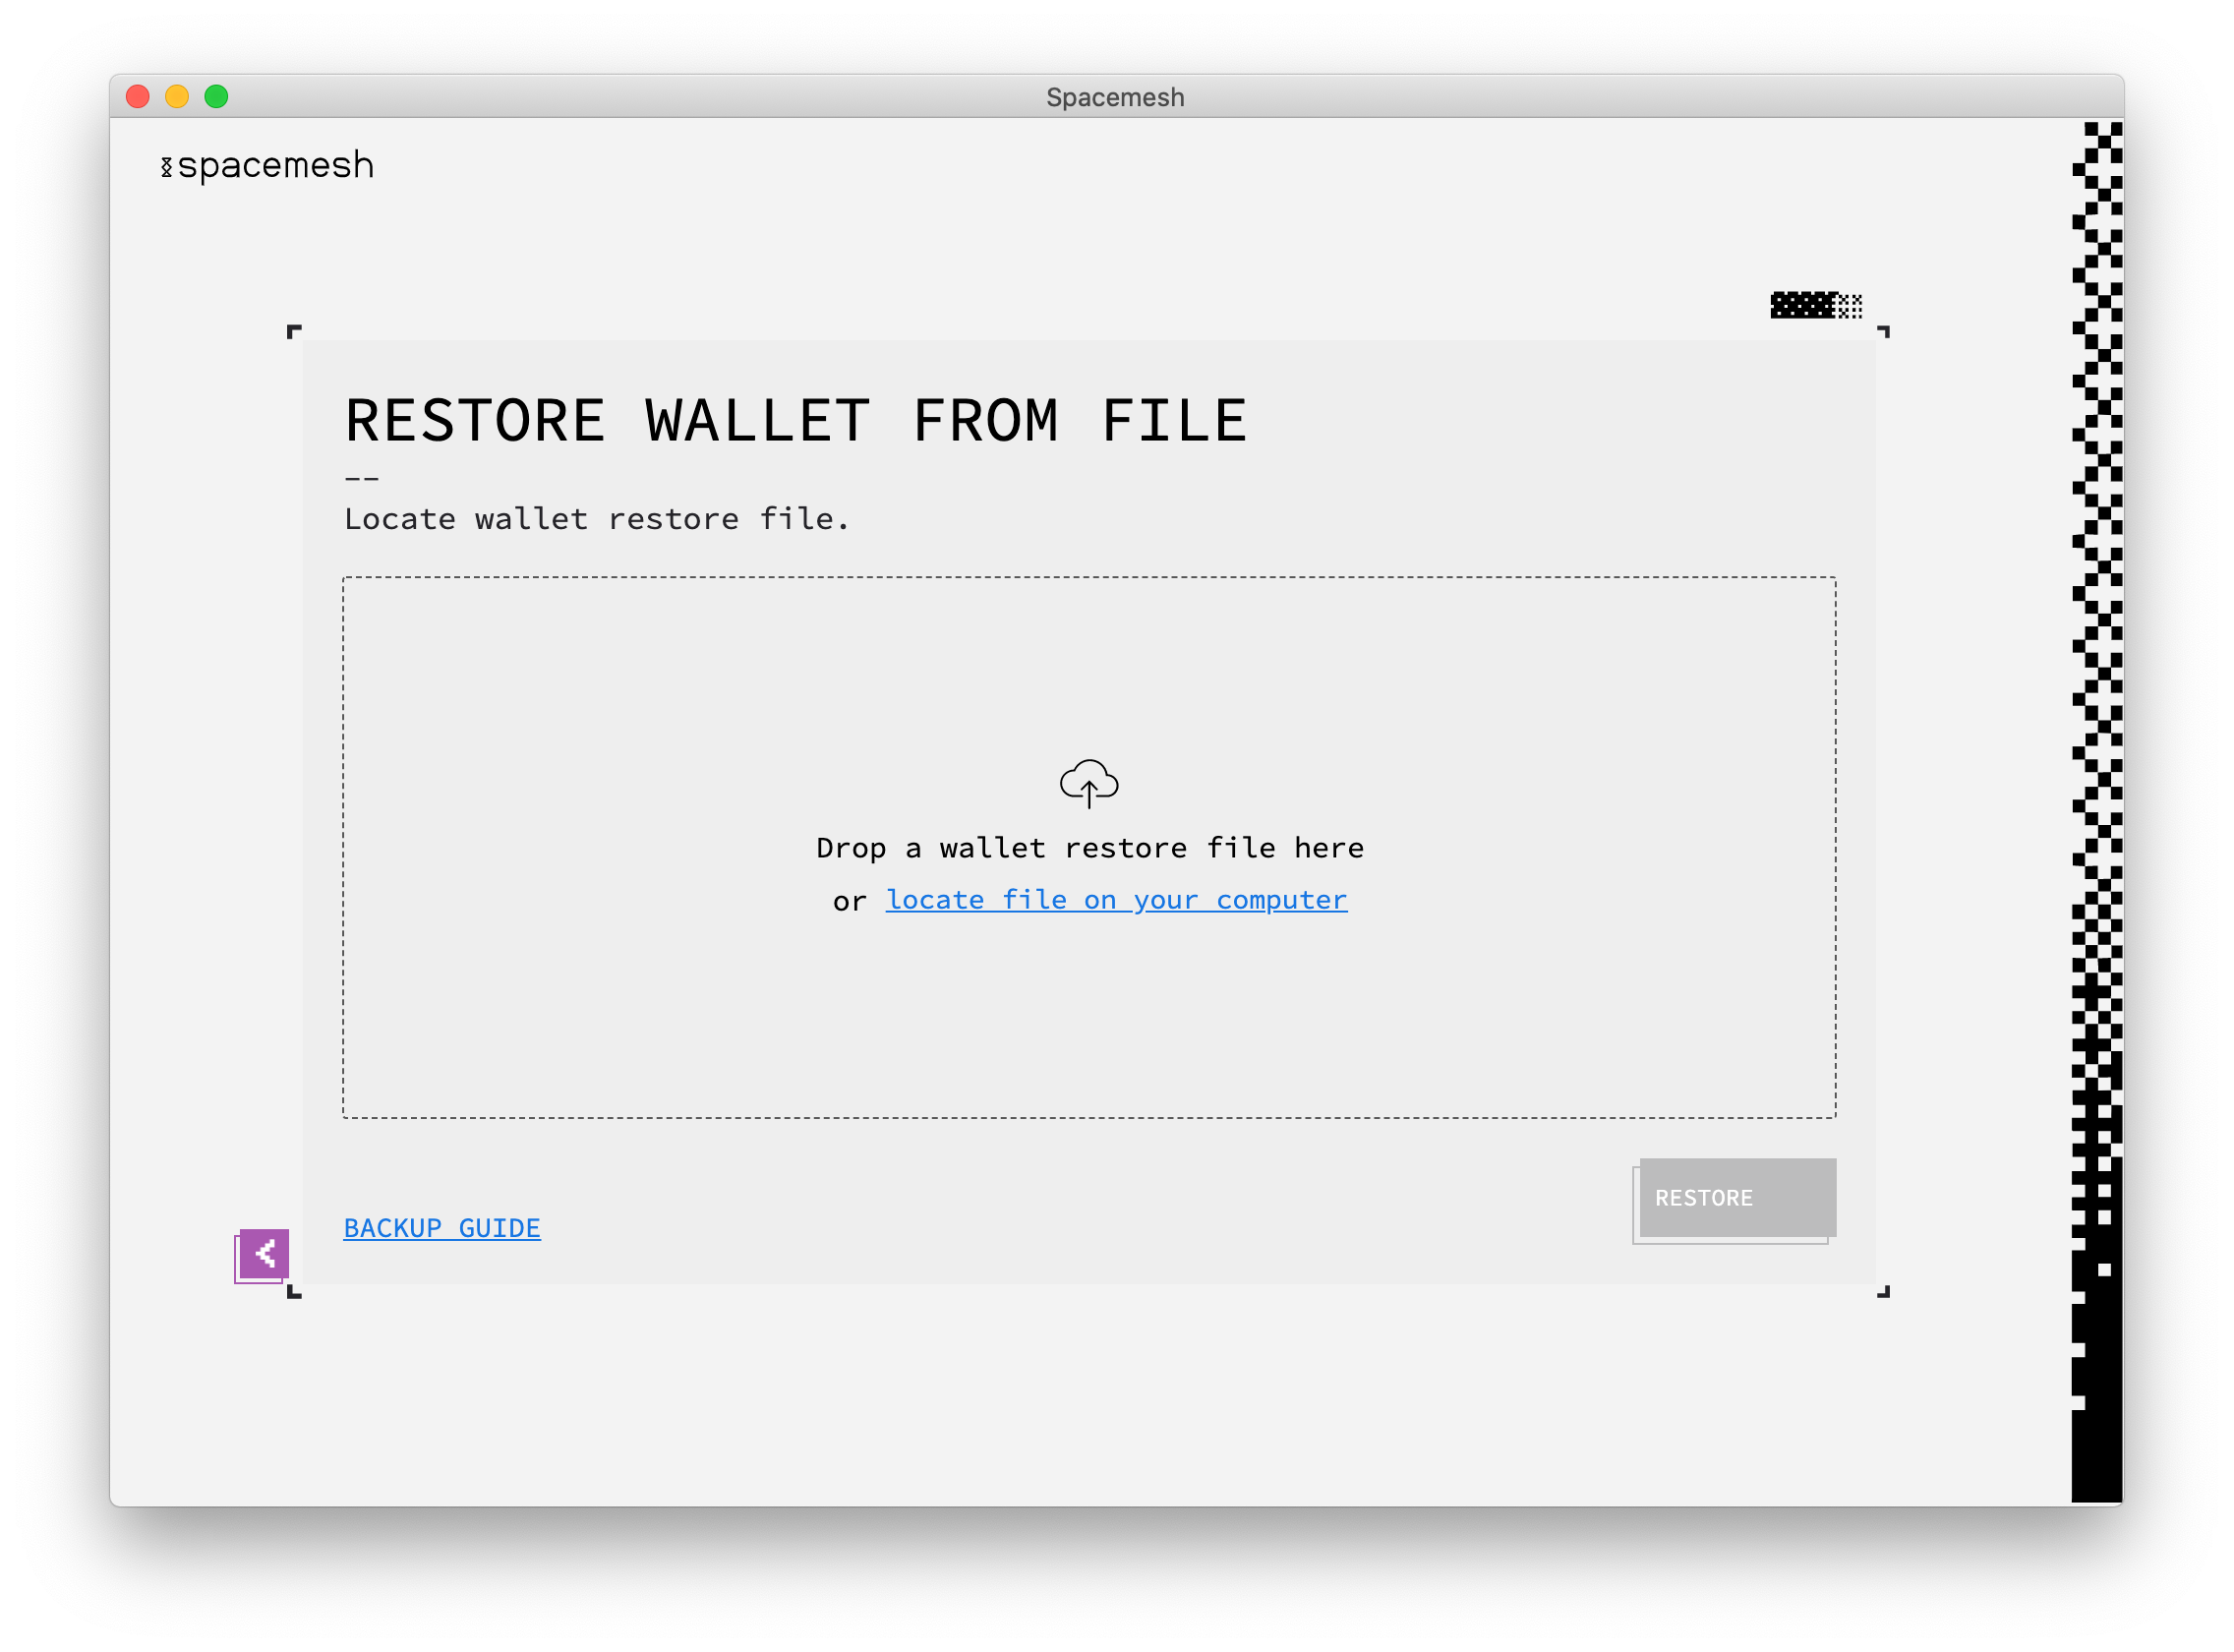 Spacemesh
spacemesh
RESTORE WALLET FROM FILE
--
Locate wallet restore file.
Drop a wallet restore file here
or locate file on your computer
RESTORE
BACKUP GUIDE